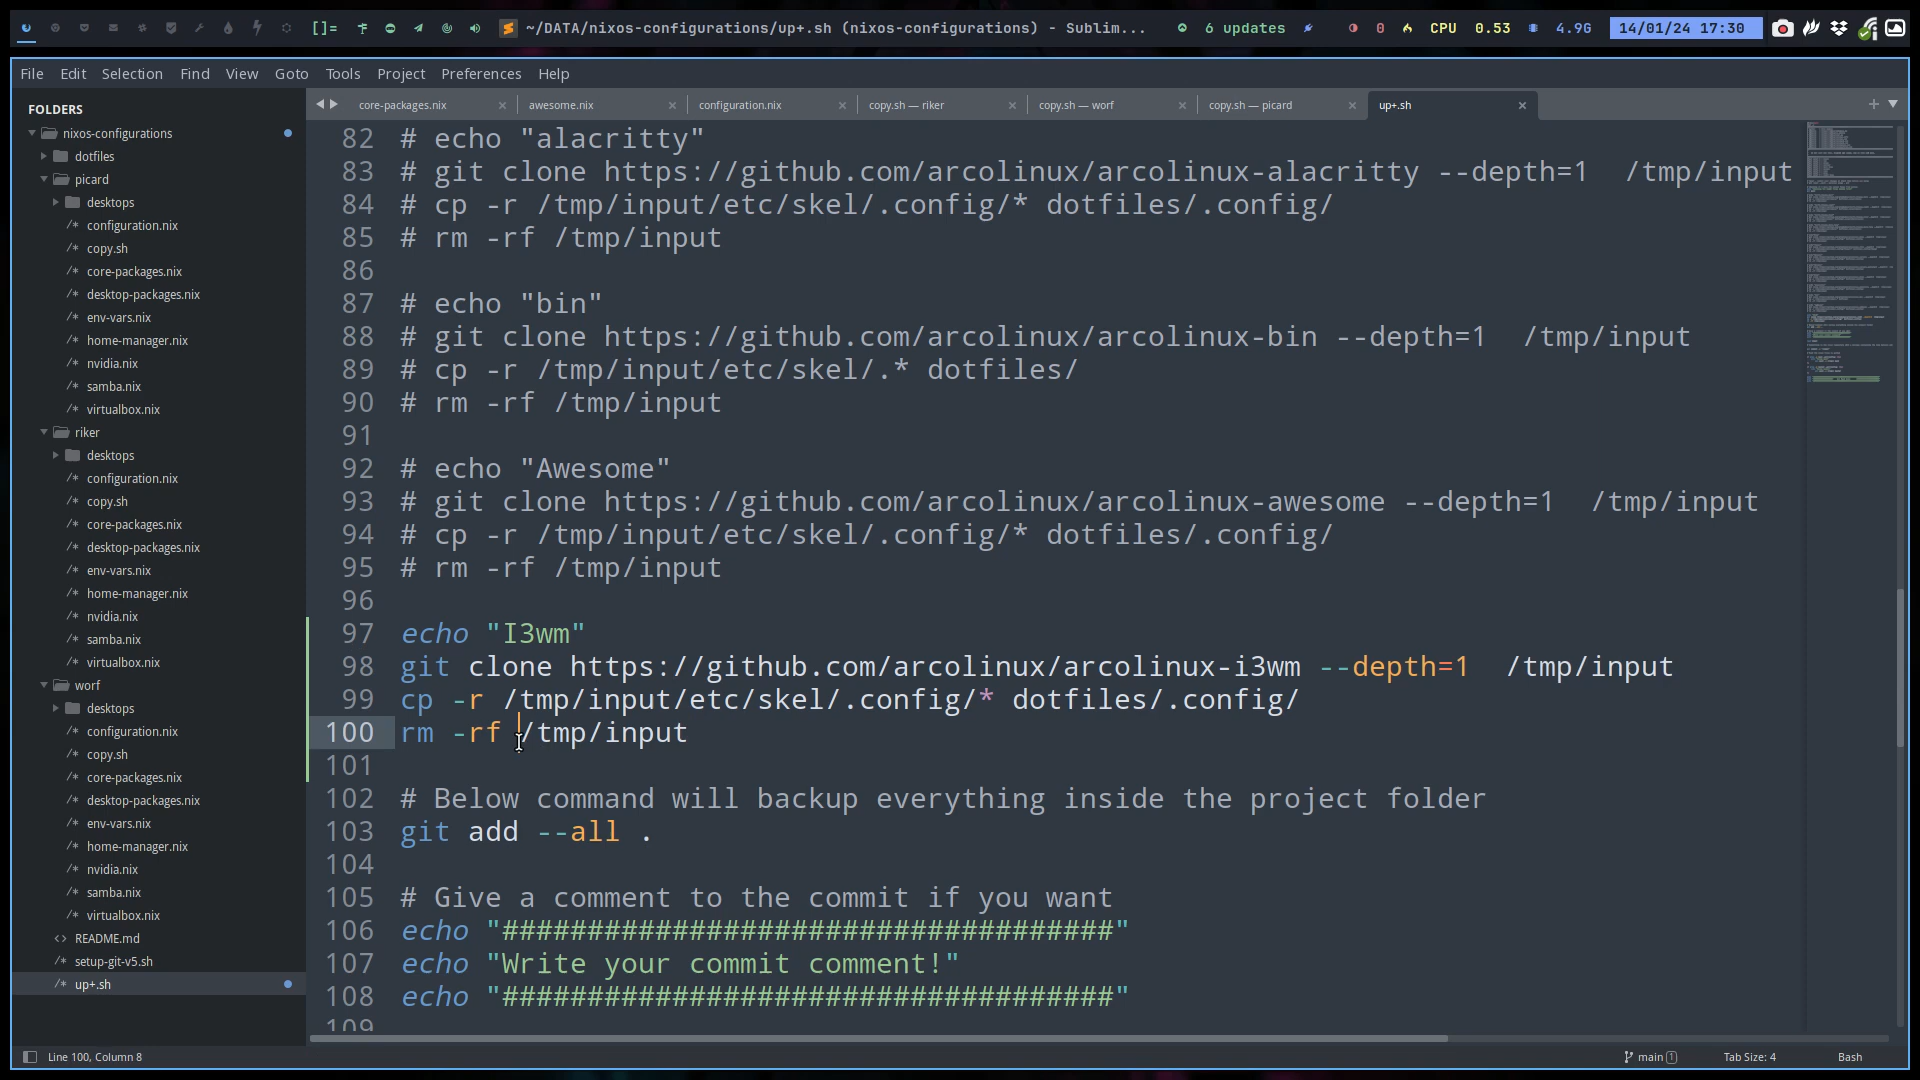 []=
~/DATA/nixos-configurations/up+.sh (nixos-configurations) - Sublim...
6 updates
0
CPU 0.53
4.9G
14/01/24 17:30
File Edit Selection Find View Goto Tools Project Preferences Help
FOLDERS
nixos-configurations
dotfiles
picard
desktops
/* configuration.nix
/* copy.sh
/* core-packages.nix
/* desktop-packages.nix
/* env-vars.nix
/* home-manager.nix
/* nvidia.nix
/* samba.nix
/* virtualbox.nix
riker
desktops
/* configuration.nix
/* copy.sh
/* core-packages.nix
/* desktop-packages.nix
/* env-vars.nix
/* home-manager.nix
/* nvidia.nix
/* samba.nix
/* virtualbox.nix
worf
desktops
/* configuration.nix
/* copy.sh
/* core-packages.nix
/* desktop-packages.nix
/* env-vars.nix
/* home-manager.nix
/* nvidia.nix
/* samba.nix
/* virtualbox.nix
<> README.md
/* setup-git-v5.sh
/* up+.sh
core-packages.nix × awesome.nix × configuration.nix × copy.sh — riker × copy.sh — worf × copy.sh — picard × up+.sh × +
82 # echo "alacritty"
83 # git clone https://github.com/arcolinux/arcolinux-alacritty --depth=1  /tmp/input
84 # cp -r /tmp/input/etc/skel/.config/* dotfiles/.config/
85 # rm -rf /tmp/input
86
87 # echo "bin"
88 # git clone https://github.com/arcolinux/arcolinux-bin --depth=1  /tmp/input
89 # cp -r /tmp/input/etc/skel/.* dotfiles/
90 # rm -rf /tmp/input
91
92 # echo "Awesome"
93 # git clone https://github.com/arcolinux/arcolinux-awesome --depth=1  /tmp/input
94 # cp -r /tmp/input/etc/skel/.config/* dotfiles/.config/
95 # rm -rf /tmp/input
96
97 echo "I3wm"
98 git clone https://github.com/arcolinux/arcolinux-i3wm --depth=1  /tmp/input
99 cp -r /tmp/input/etc/skel/.config/* dotfiles/.config/
100 rm -rf /tmp/input
101
102 # Below command will backup everything inside the project folder
103 git add --all .
104
105 # Give a comment to the commit if you want
106 echo "####################################"
107 echo "Write your commit comment!"
108 echo "####################################"
109
Line 100, Column 8
main 1
Tab Size: 4
Bash